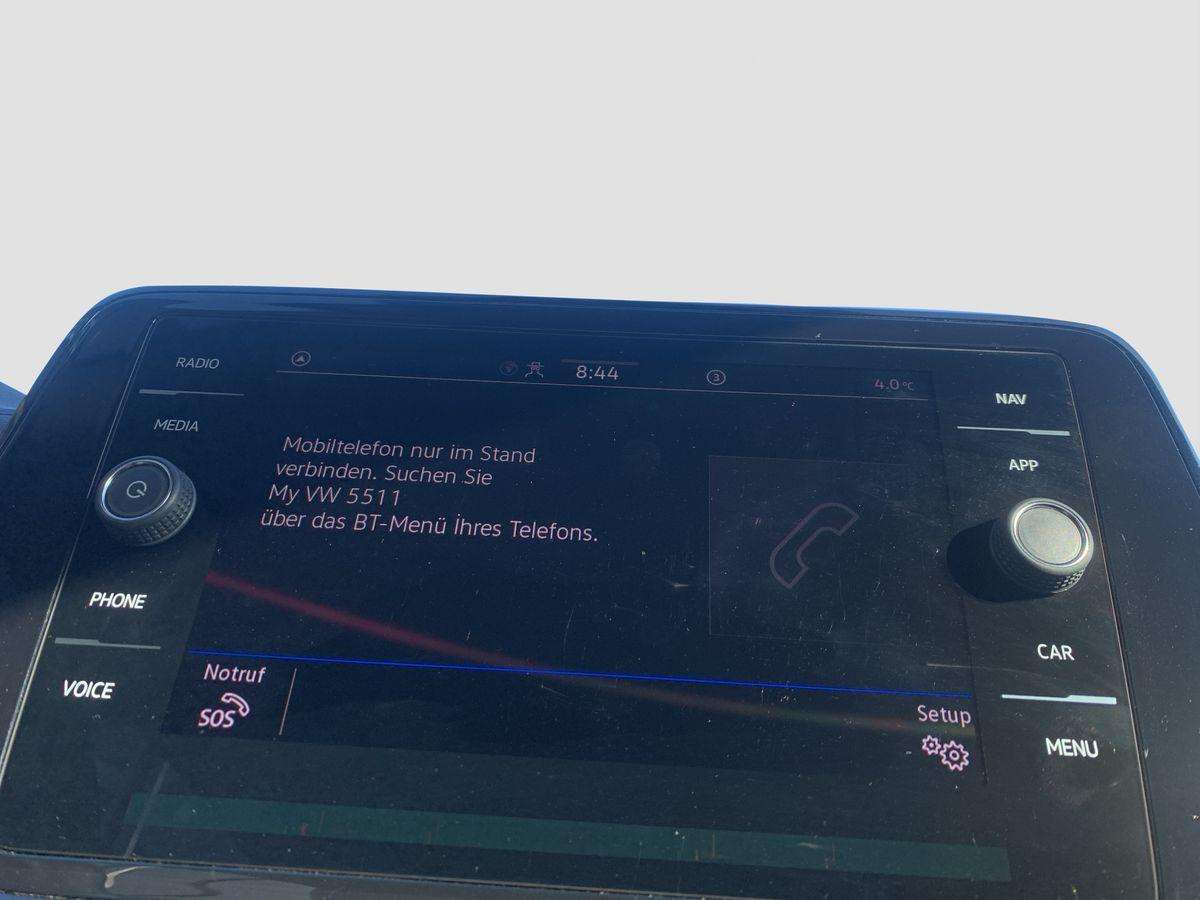 RADIO
MEDIA
8:44
3
4.0 °C
NAV
APP
Mobiltelefon nur im Stand
verbinden. Suchen Sie
My VW 5511
über das BT-Menü ihres Telefons.
PHONE
VOICE
Notruf
SOS
CAR
Setup
MENU